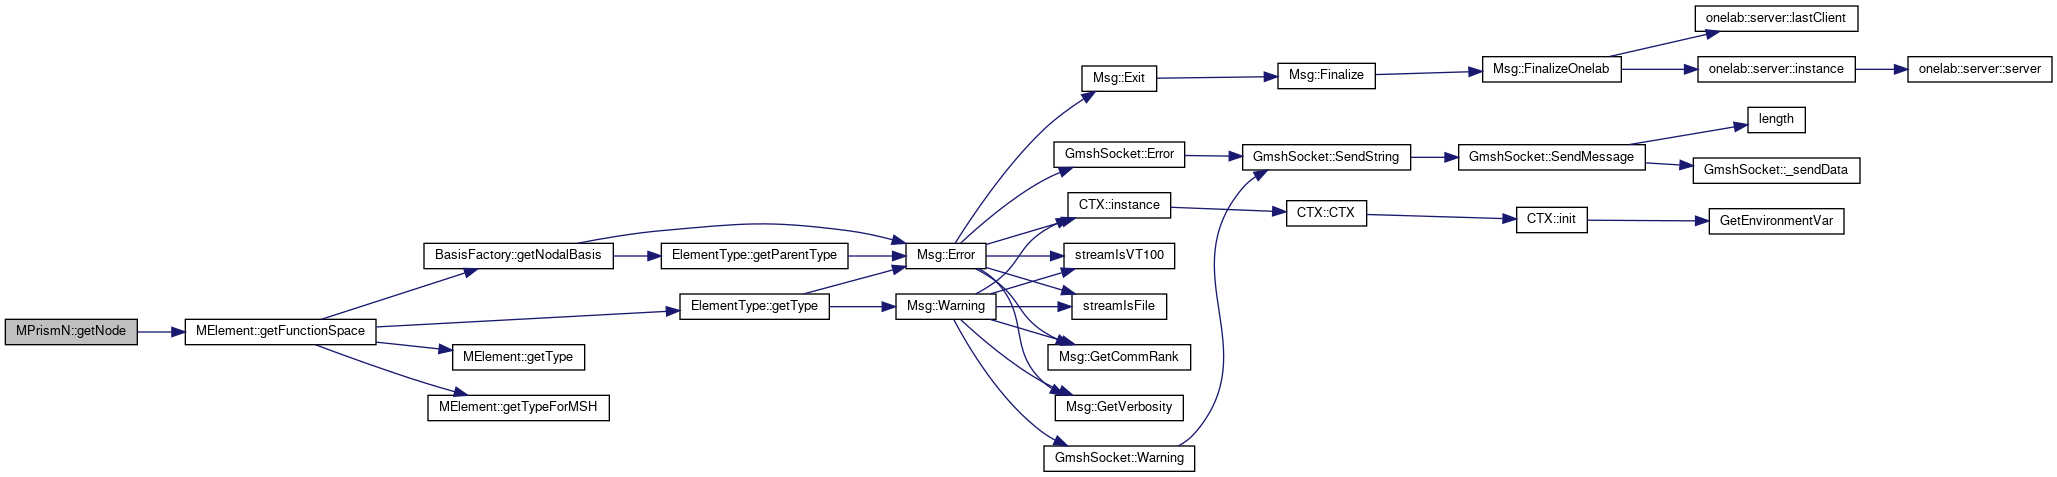 MPrismN::getNode
MElement::getFunctionSpace
BasisFactory::getNodalBasis
ElementType::getParentType
ElementType::getType
MElement::getType
MElement::getTypeForMSH
Msg::Error
Msg::Warning
Msg::Exit
GmshSocket::Error
CTX::instance
streamIsVT100
streamIsFile
Msg::GetCommRank
Msg::GetVerbosity
GmshSocket::Warning
Msg::Finalize
GmshSocket::SendString
CTX::CTX
Msg::FinalizeOnelab
GmshSocket::SendMessage
CTX::init
onelab::server::lastClient
onelab::server::instance
length
GmshSocket::_sendData
GetEnvironmentVar
onelab::server::server